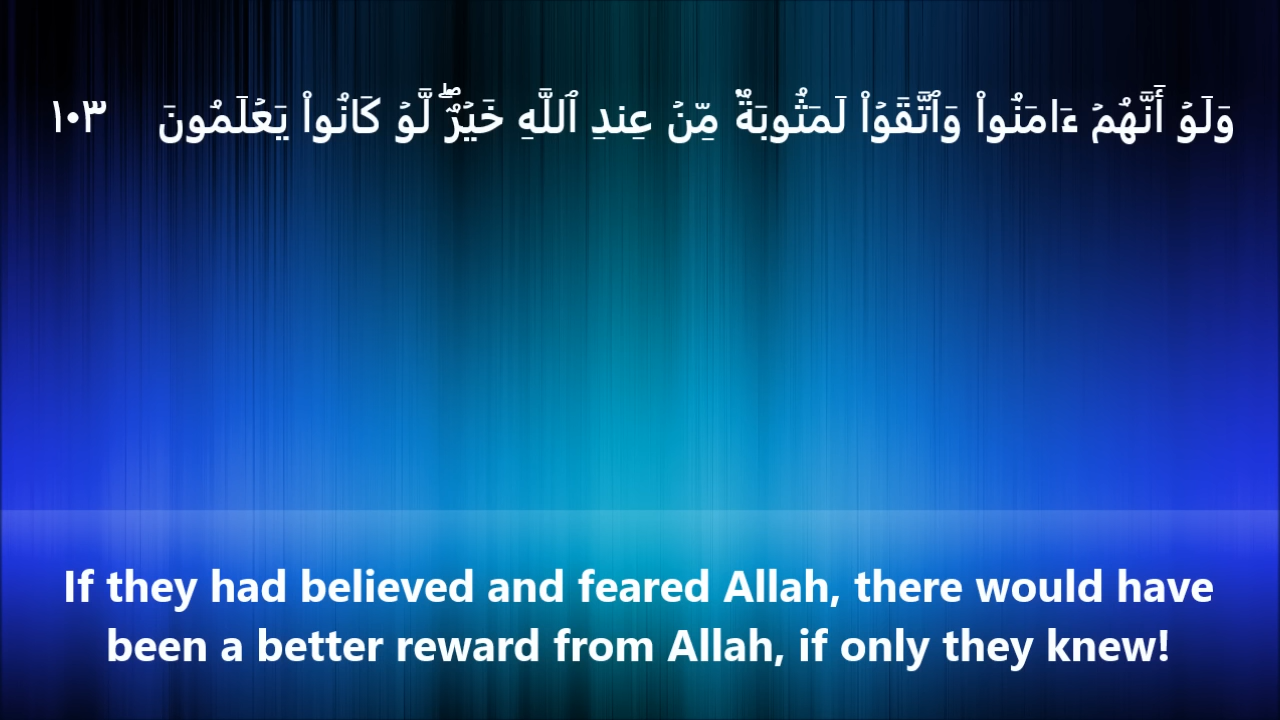 وَلَوۡ أَنَّهُمۡ ءَامَنُواْ وَٱتَّقَوۡاْ لَمَثُوبَةٞ مِّنۡ عِندِ ٱللَّهِ خَيۡرٞۚ لَّوۡ كَانُواْ يَعۡلَمُونَ ١٠٣
If they had believed and feared Allah, there would have
been a better reward from Allah, if only they knew!